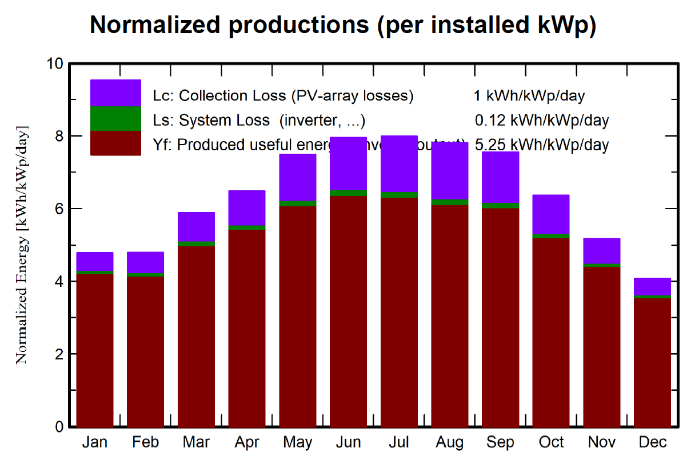 Normalized productions (per installed kWp)
Normalized Energy [kWh/kWp/day]
10
8
6
4
2
0
Lc: Collection Loss (PV-array losses) 1 kWh/kWp/day
Ls: System Loss (inverter, ...) 0.12 kWh/kWp/day
Yf: Produced useful 5.25 kWh/kWp/day
Jan Feb Mar Apr May Jun Jul Aug Sep Oct Nov Dec